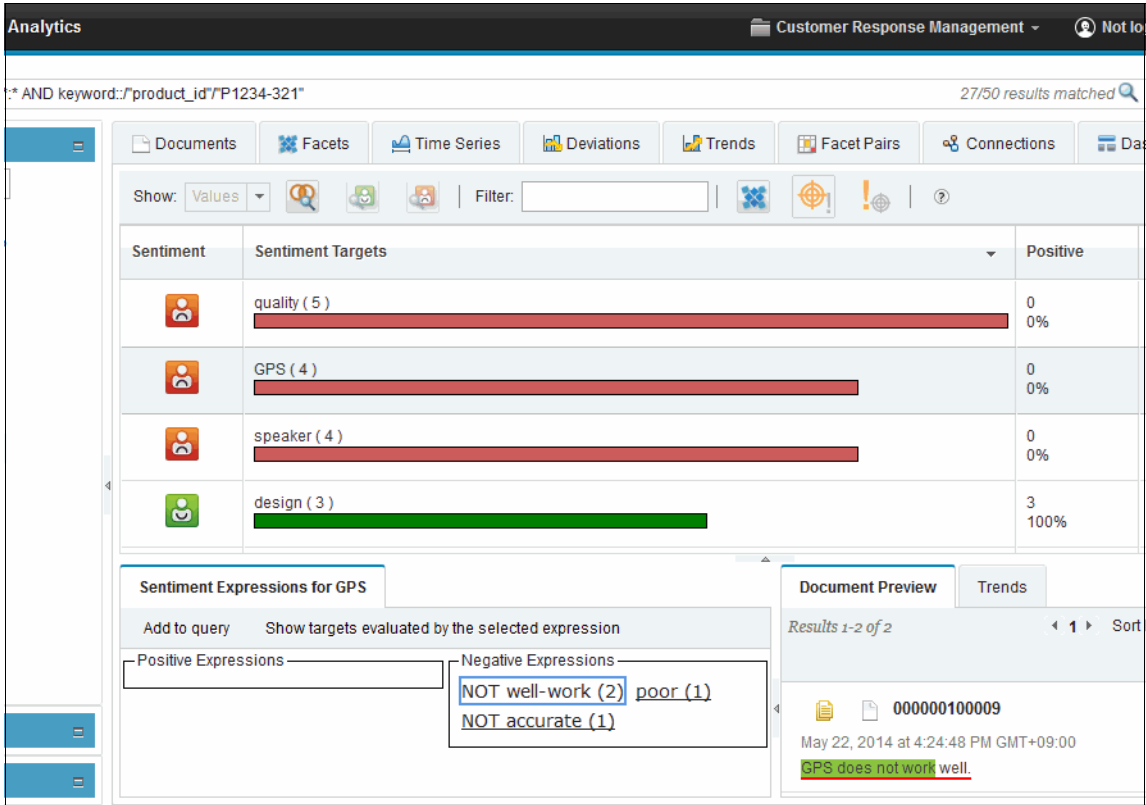 Analytics
Customer Response Management
Not lo
:* AND keyword::/"product_id"/"P1234-321"
27/50 results matched
Documents
Facets
Time Series
Deviations
Trends
Facet Pairs
Connections
Das
Show: Values
Filter:
Sentiment
Sentiment Targets
Positive
quality ( 5 )
0
0%
GPS ( 4 )
0
0%
speaker ( 4 )
0
0%
design ( 3 )
3
100%
Sentiment Expressions for GPS
Add to query
Show targets evaluated by the selected expression
Positive Expressions
Negative Expressions
NOT well-work (2) poor (1)
NOT accurate (1)
Document Preview
Trends
Results 1-2 of 2
1
Sort
000000100009
May 22, 2014 at 4:24:48 PM GMT+09:00
GPS does not work well.